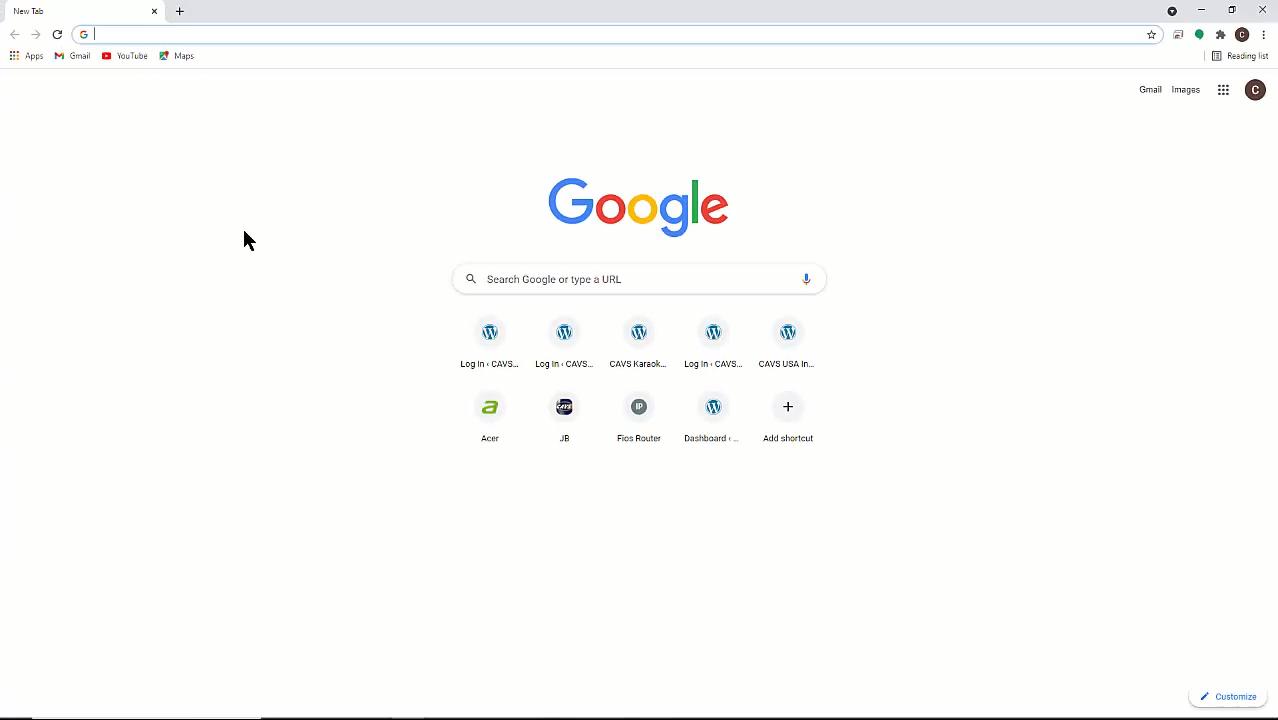 New Tab
Apps Gmail YouTube Maps Reading list
Gmail Images C
Google
Search Google or type a URL
Log In ‹ CAVS... Log In ‹ CAVS... CAVS Karaok... Log In ‹ CAVS... CAVS USA In...
Acer JB Fios Router Dashboard ‹ ... Add shortcut
Customize